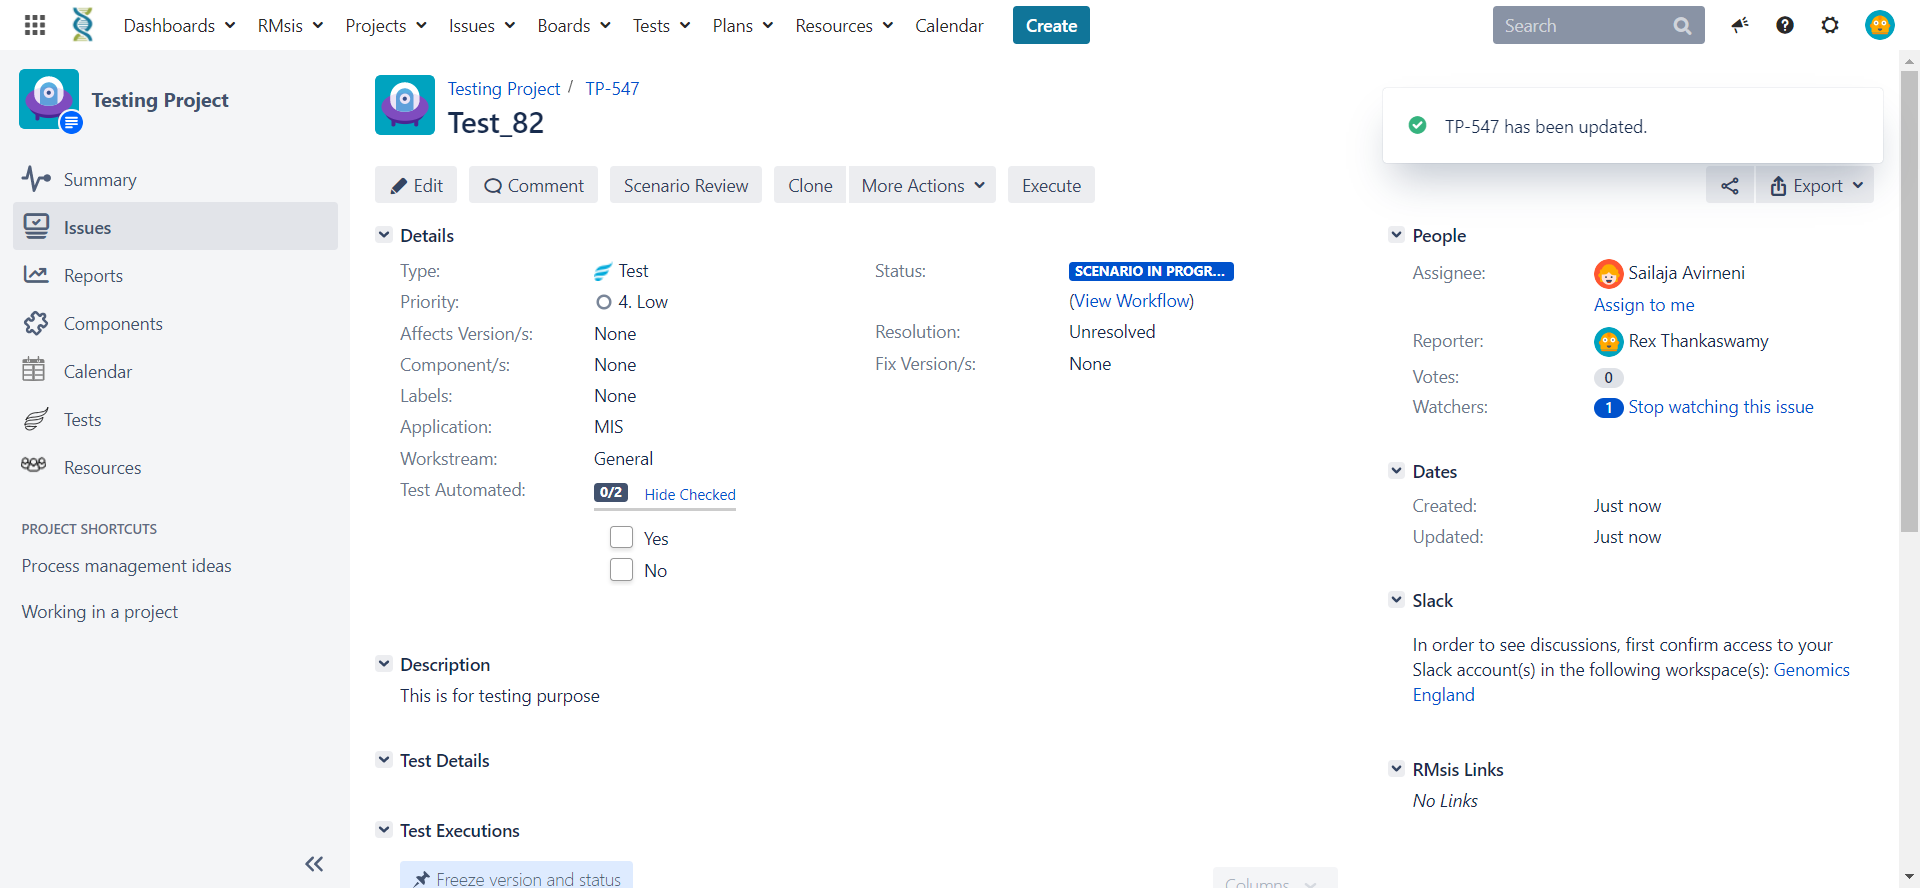 Dashboards RMsis Projects Issues Boards Tests Plans Resources Calendar Create Search
Testing Project
Summary
Issues
Reports
Components
Calendar
Tests
Resources
PROJECT SHORTCUTS
Process management ideas
Working in a project
Testing Project / TP-547
Test_82
TP-547 has been updated.
Edit Comment Scenario Review Clone More Actions Execute Export
Details
Type: Test
Priority: 4. Low
Affects Version/s: None
Component/s: None
Labels: None
Application: MIS
Workstream: General
Test Automated: 0/2 Hide Checked
Yes
No
Status: SCENARIO IN PROGR...
(View Workflow)
Resolution: Unresolved
Fix Version/s: None
Description
This is for testing purpose
Test Details
Test Executions
Freeze version and status
Columns
People
Assignee: Sailaja Avirneni
Assign to me
Reporter: Rex Thankaswamy
Votes: 0
Watchers: 1 Stop watching this issue
Dates
Created: Just now
Updated: Just now
Slack
In order to see discussions, first confirm access to your
Slack account(s) in the following workspace(s): Genomics
England
RMsis Links
No Links